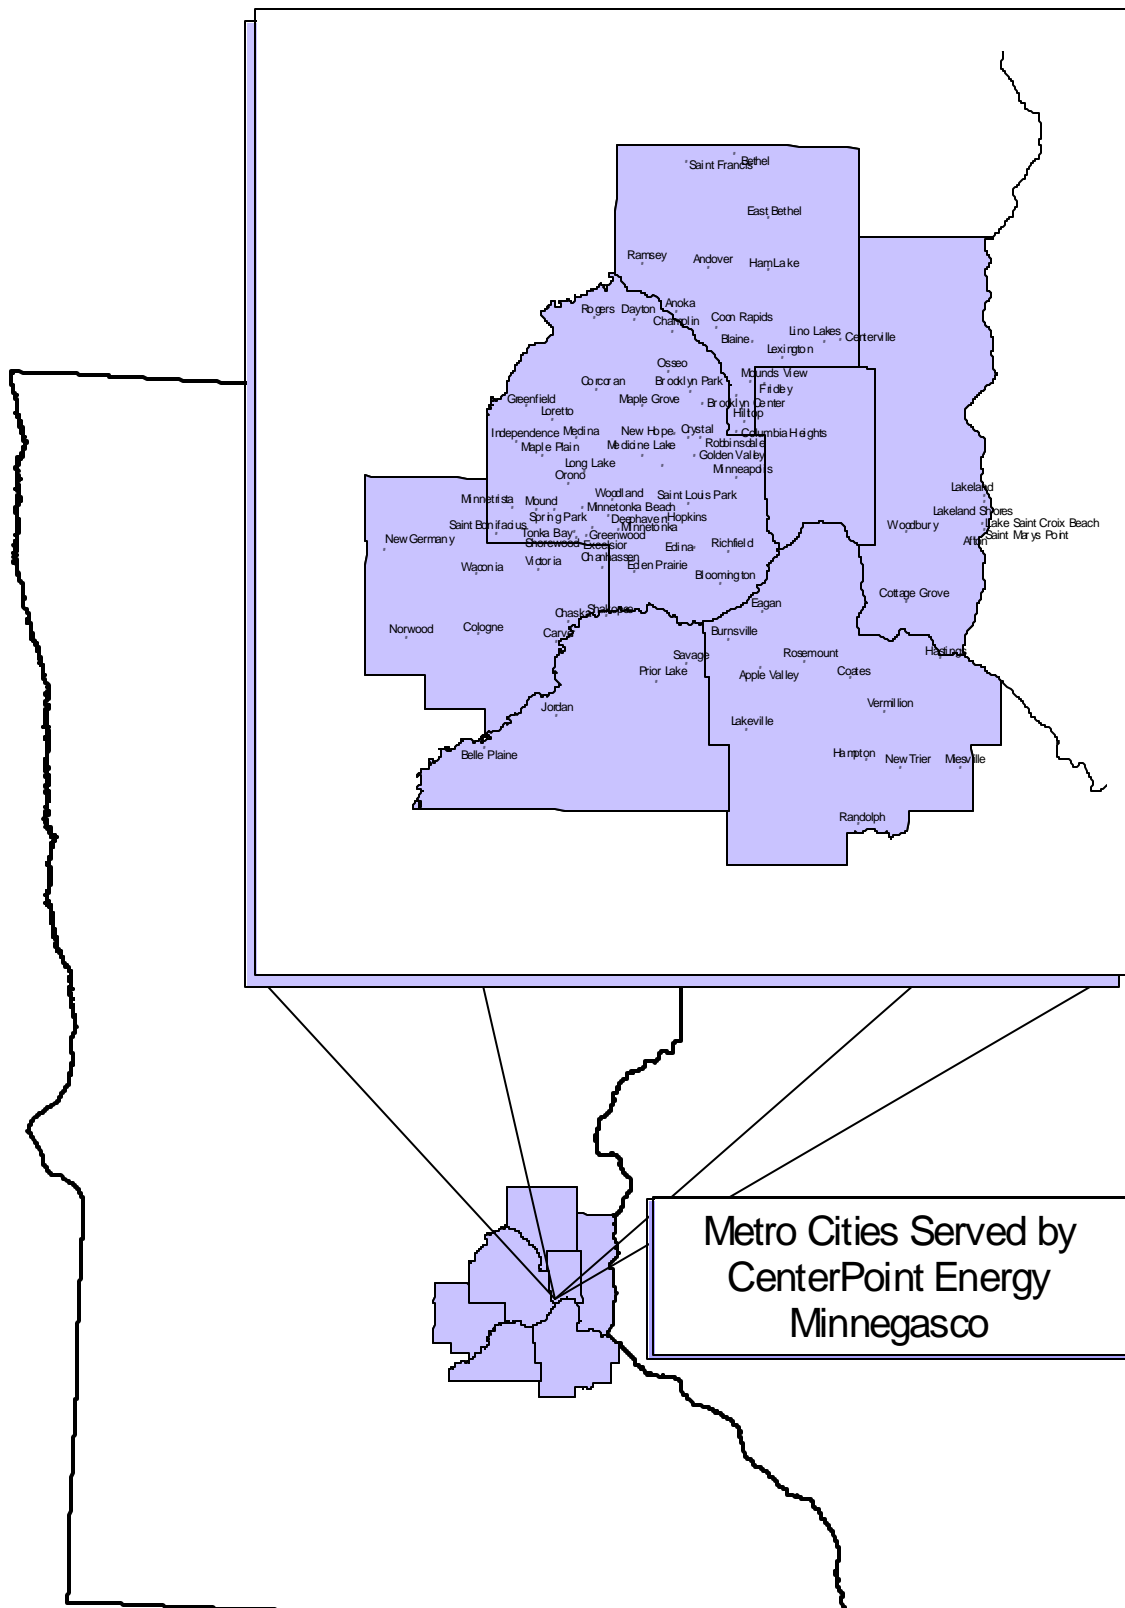 Bethel
Saint Francis
East Bethel
Ramsey
Andover
Ham Lake
Rogers
Dayton
Anoka
Champlin
Coon Rapids
Blaine
Lino Lakes
Centerville
Lexington
Osseo
Mounds View
Corcoran
Brooklyn Park
Fridley
Greenfield
Maple Grove
Brooklyn Center
Loretto
Hilltop
Independence
Medina
New Hope
Crystal
Columbia Heights
Maple Plain
Medicine Lake
Robbinsdale
Golden Valley
Long Lake
Minneapolis
Orono
Minnetrista
Mound
Woodland
Saint Louis Park
Minnetonka Beach
Spring Park
Deephaven
Hopkins
Saint Bonifacius
Tonka Bay
Greenwood
Minnetonka
New Germany
Shorewood
Excelsior
Edina
Richfield
Chanhassen
Waconia
Victoria
Eden Prairie
Bloomington
Lakeland
Lakeland Shores
Woodbury
Lake Saint Croix Beach
Saint Marys Point
Afton
Cottage Grove
Chaska
Shakopee
Eagan
Norwood
Cologne
Carver
Burnsville
Savage
Rosemount
Hastings
Prior Lake
Apple Valley
Coates
Jordan
Vermillion
Lakeville
Belle Plaine
Hampton
New Trier
Miesville
Randolph
Metro Cities Served by
CenterPoint Energy
Minnegasco